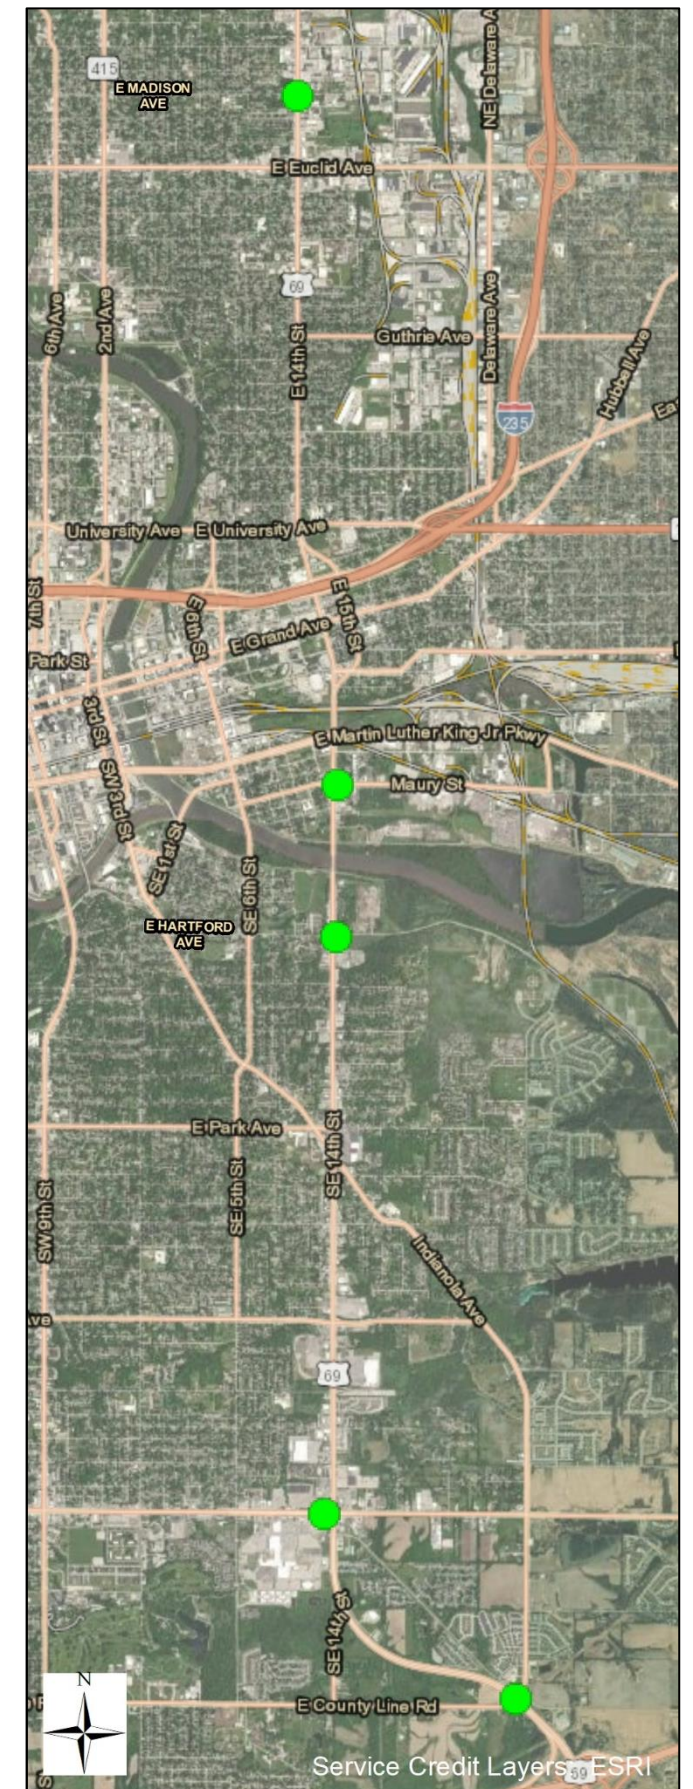 NE Delaware A
415
E MADISON
AVE
E Euclid Ave
69
6th Ave
2nd Ave
E 14th St
Guthrie Ave
Delaware Ave
Hubbell Ave
Ea
235
University Ave
E University Ave
7th St
E 6th St
E 15th St
E Grand Ave
Park St
3rd St
E Martin Luther King Jr Pkwy
SW 3rd St
Maury St
SE 1st St
SE 6th St
E HARTFORD
AVE
E Park Ave
SE 14th St
SE 5th St
SW 9th St
Indianola Ave
Ave
69
SE 14th St
N
E County Line Rd
Service Credit Layers: ESRI
69